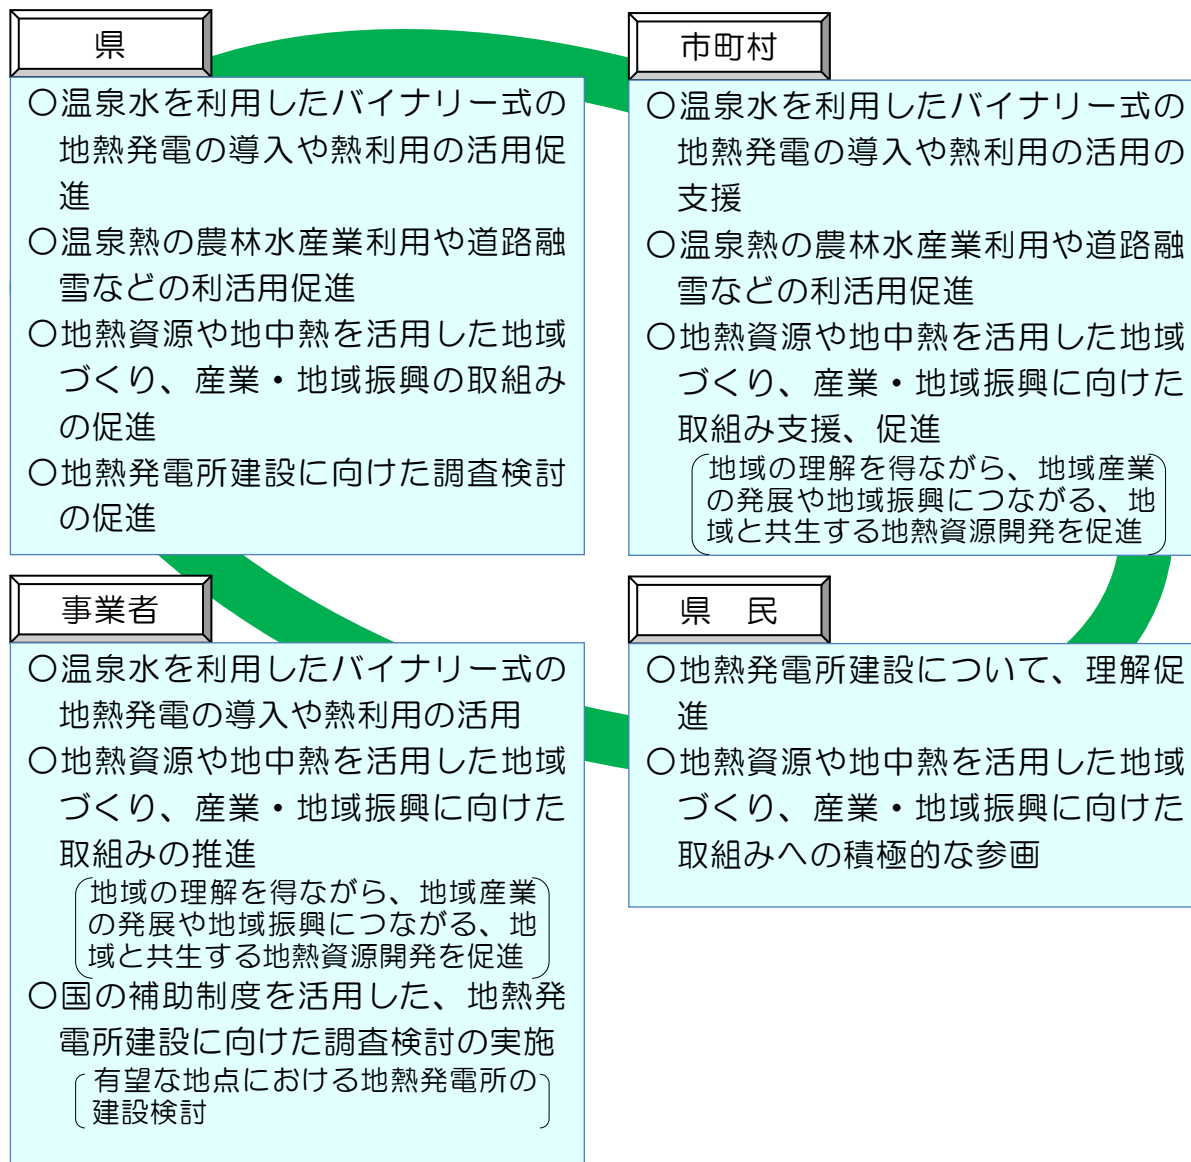 県
〇温泉水を利用したバイナリー式の
地熱発電の導入や熱利用の活用促
進
〇温泉熱の農林水産業利用や道路融
雪などの利活用促進
〇地熱資源や地中熱を活用した地域
づくり、産業・地域振興の取組み
の促進
〇地熱発電所建設に向けた調査検討
の促進
市町村
〇温泉水を利用したバイナリー式の
地熱発電の導入や熱利用の活用の
支援
〇温泉熱の農林水産業利用や道路融
雪などの利活用促進
〇地熱資源や地中熱を活用した地域
づくり、産業・地域振興に向けた
取組み支援、促進
地域の理解を得ながら、地域産業
の発展や地域振興につながる、地
域と共生する地熱資源開発を促進
事業者
〇温泉水を利用したバイナリー式の
地熱発電の導入や熱利用の活用
〇地熱資源や地中熱を活用した地域
づくり、産業・地域振興に向けた
取組みの推進
地域の理解を得ながら、地域産業
の発展や地域振興につながる、地
域と共生する地熱資源開発を促進
〇国の補助制度を活用した、地熱発
電所建設に向けた調査検討の実施
有望な地点における地熱発電所の
建設検討
県　民
〇地熱発電所建設について、理解促
進
〇地熱資源や地中熱を活用した地域
づくり、産業・地域振興に向けた
取組みへの積極的な参画